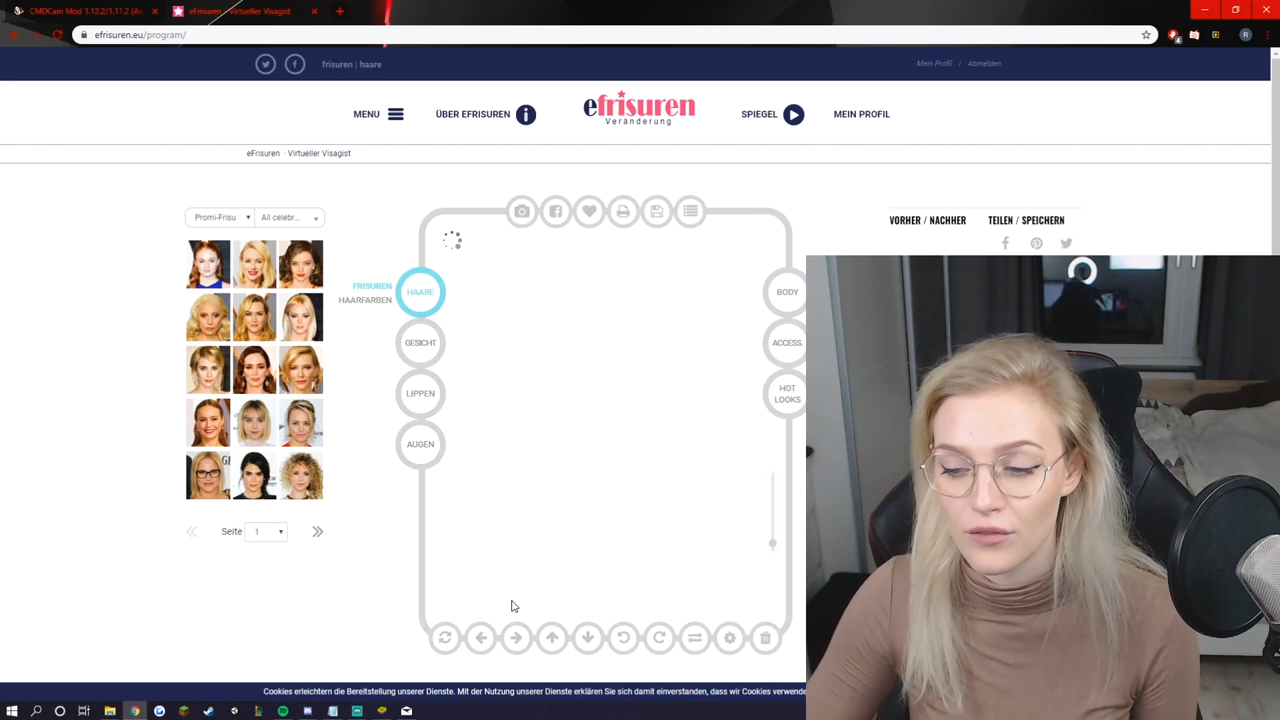 CMDCam Mod 1.12.2/1.11.2 (Ad
eFrisuren - Virtueller Visagist
efrisuren.eu/program/
R
frisuren | haare
Mein Profil / Abmelden
MENU
ÜBER EFRISUREN
efrisuren
Veränderung
SPIEGEL
MEIN PROFIL
eFrisuren · Virtueller Visagist
Promi-Frisu
All celebr...
VORHER / NACHHER
TEILEN / SPEICHERN
FRISUREN
HAARFARBEN
HAARE
GESICHT
LIPPEN
AUGEN
BODY
ACCESS.
HOT
LOOKS
Seite
1
Cookies erleichtern die Bereitstellung unserer Dienste. Mit der Nutzung unserer Dienste erklären Sie sich damit einverstanden, dass wir Cookies verwende